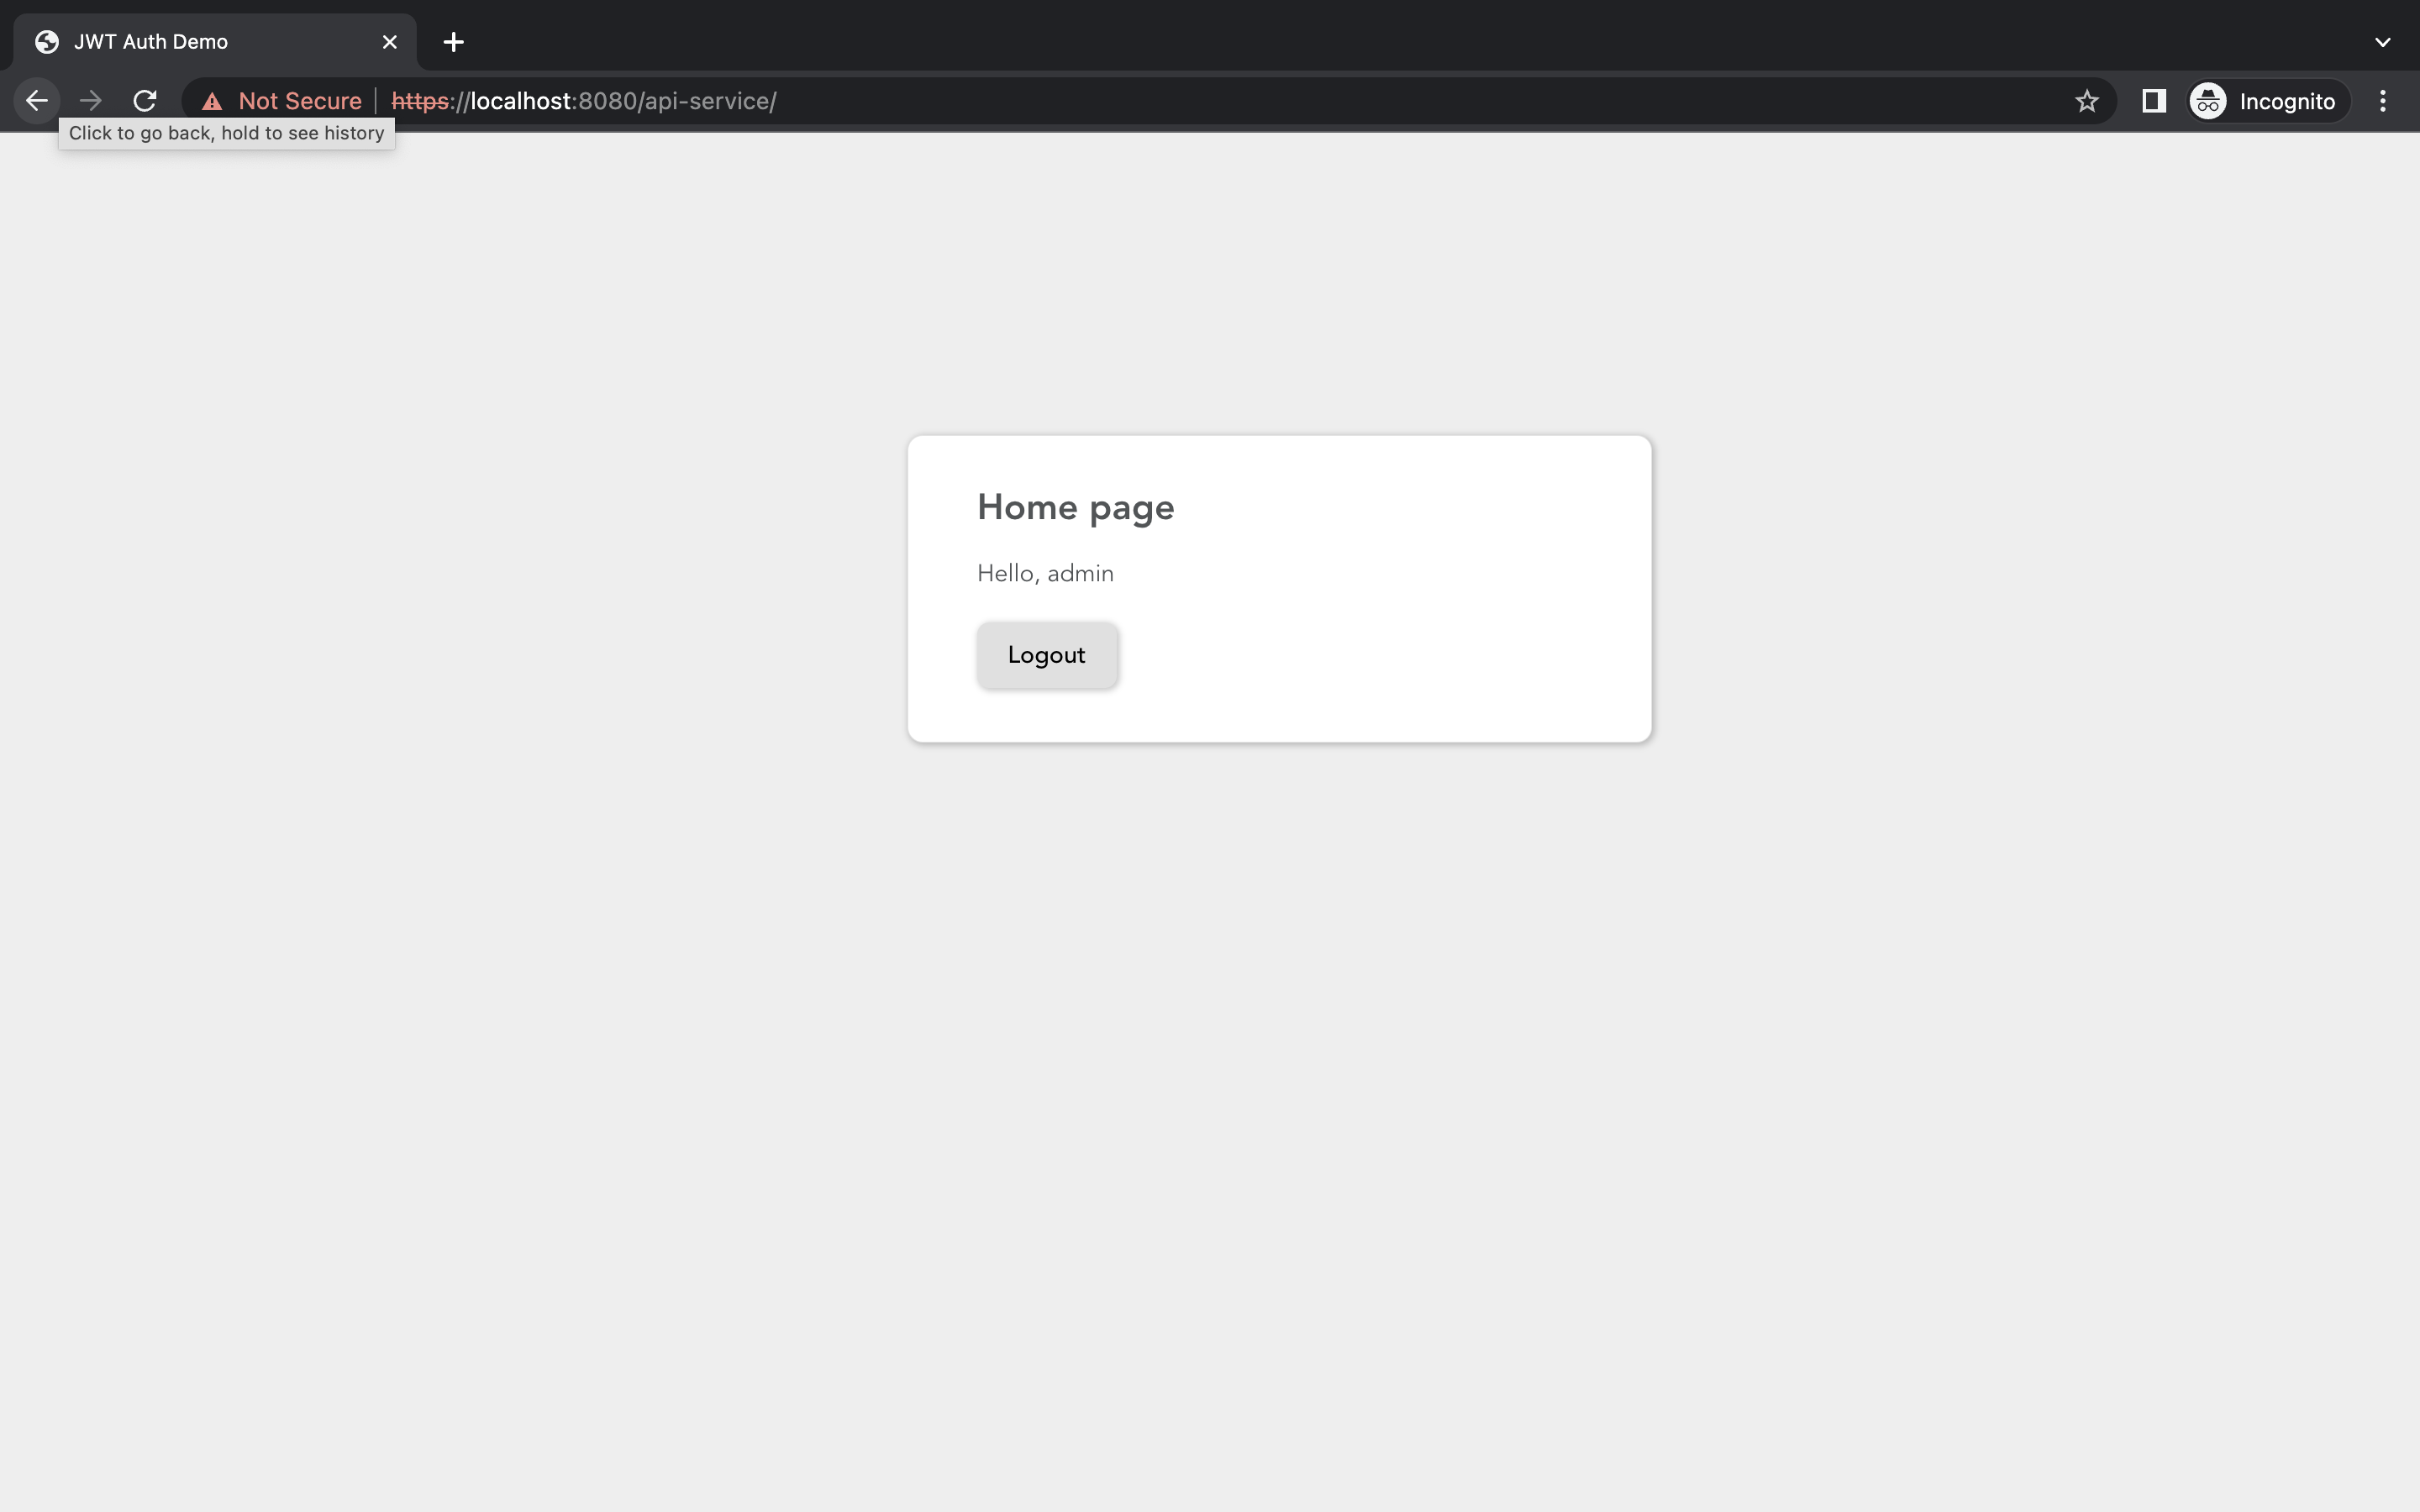 JWT Auth Demo
Not Secure https://localhost:8080/api-service/ Incognito
Click to go back, hold to see history
Home page
Hello, admin
Logout